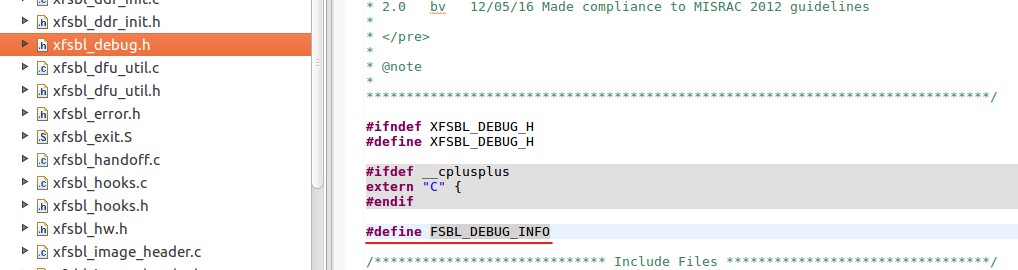 xfsbl_ddr_init.c
xfsbl_ddr_init.h
xfsbl_debug.h
xfsbl_dfu_util.c
xfsbl_dfu_util.h
xfsbl_error.h
xfsbl_exit.S
xfsbl_handoff.c
xfsbl_hooks.c
xfsbl_hooks.h
xfsbl_hw.h
xfsbl_image_header.c
* 2.0   bv   12/05/16 Made compliance to MISRAC 2012 guidelines
*
* </pre>
*
* @note
*
******************************************************************************/
#ifndef XFSBL_DEBUG_H
#define XFSBL_DEBUG_H
#ifdef __cplusplus
extern "C" {
#endif
#define FSBL_DEBUG_INFO
/***************************** Include Files *********************************/